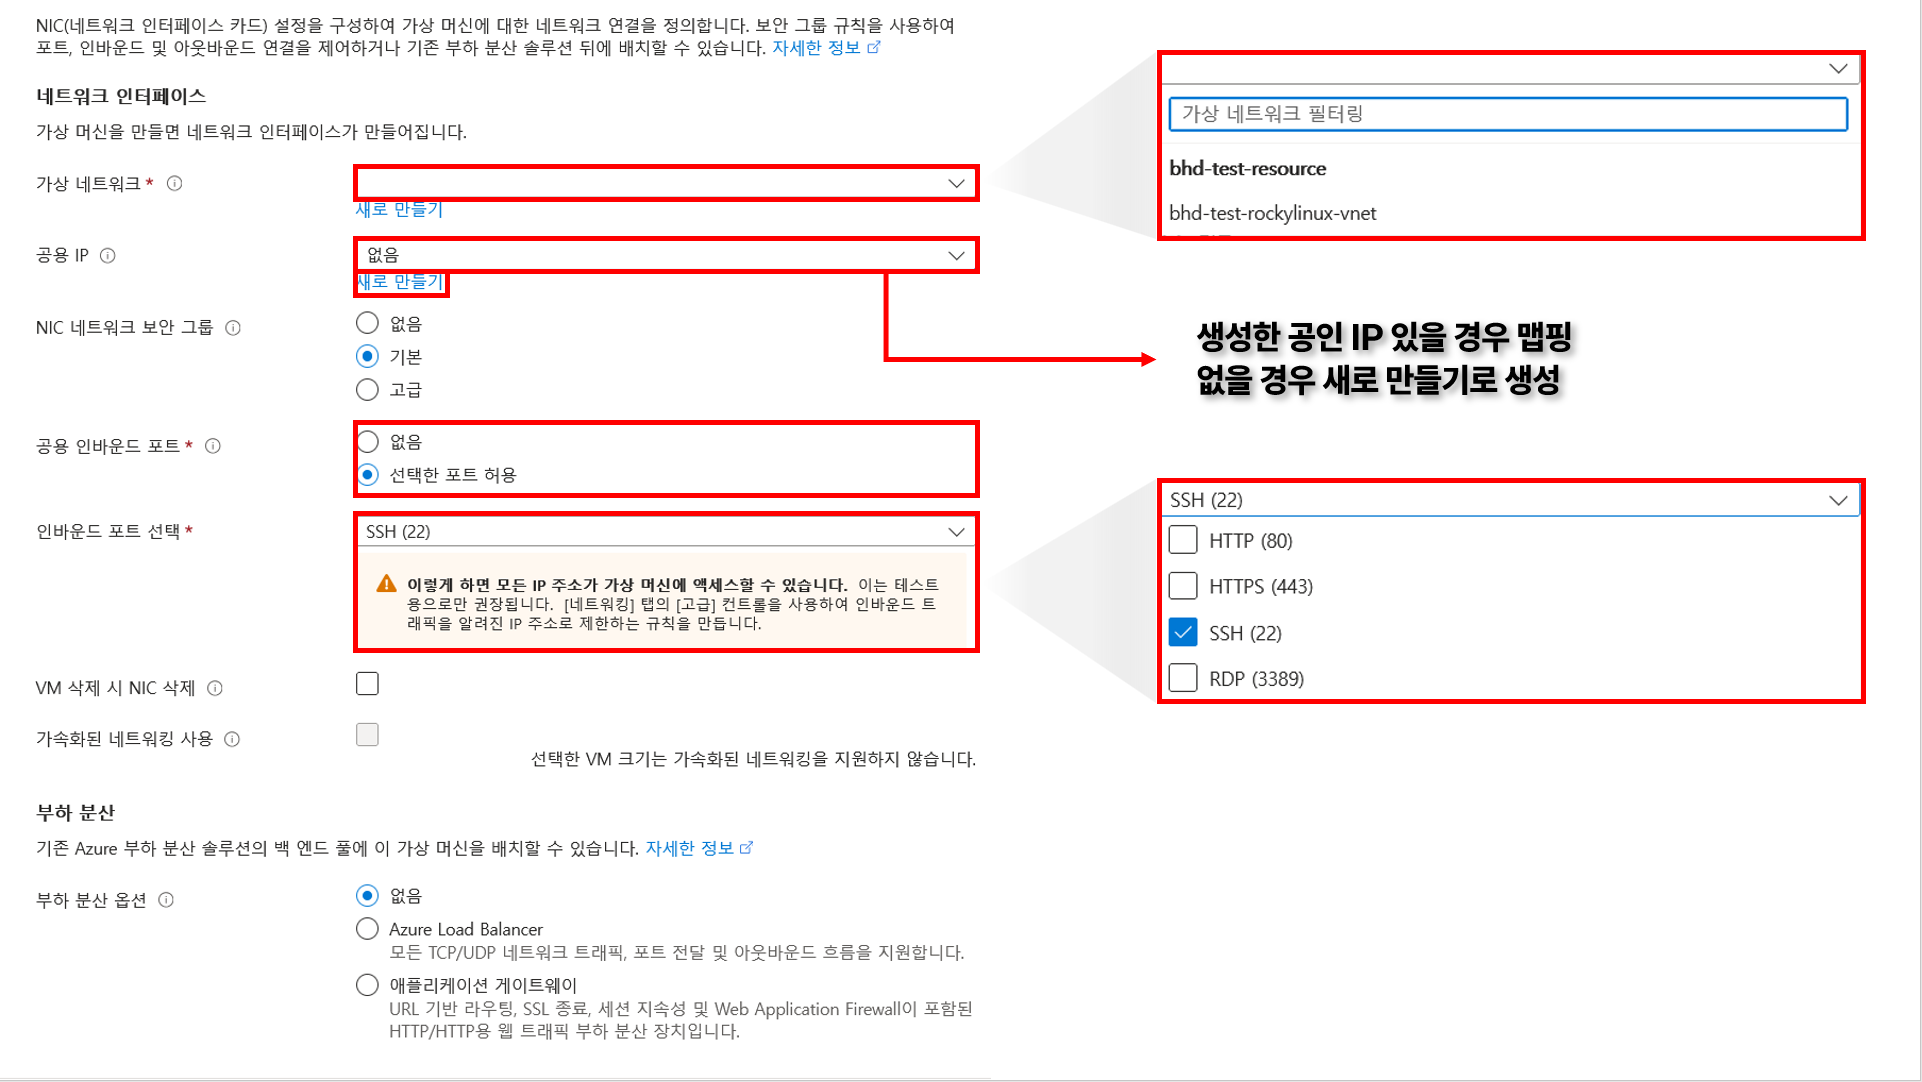 NIC(네트워크 인터페이스 카드) 설정을 구성하여 가상 머신에 대한 네트워크 연결을 정의합니다. 보안 그룹 규칙을 사용하여
포트, 인바운드 및 아웃바운드 연결을 제어하거나 기존 부하 분산 솔루션 뒤에 배치할 수 있습니다. 자세한 정보
네트워크 인터페이스
가상 머신을 만들면 네트워크 인터페이스가 만들어집니다.
가상 네트워크 *
새로 만들기
공용 IP
없음
새로 만들기
NIC 네트워크 보안 그룹
없음
기본
고급
공용 인바운드 포트 *
없음
선택한 포트 허용
인바운드 포트 선택 *
SSH (22)
이렇게 하면 모든 IP 주소가 가상 머신에 액세스할 수 있습니다. 이는 테스트
용으로만 권장됩니다. [네트워킹] 탭의 [고급] 컨트롤을 사용하여 인바운드 트
래픽을 알려진 IP 주소로 제한하는 규칙을 만듭니다.
VM 삭제 시 NIC 삭제
가속화된 네트워킹 사용
선택한 VM 크기는 가속화된 네트워킹을 지원하지 않습니다.
부하 분산
기존 Azure 부하 분산 솔루션의 백 엔드 풀에 이 가상 머신을 배치할 수 있습니다. 자세한 정보
부하 분산 옵션
없음
Azure Load Balancer
모든 TCP/UDP 네트워크 트래픽, 포트 전달 및 아웃바운드 흐름을 지원합니다.
애플리케이션 게이트웨이
URL 기반 라우팅, SSL 종료, 세션 지속성 및 Web Application Firewall이 포함된
HTTP/HTTP용 웹 트래픽 부하 분산 장치입니다.
가상 네트워크 필터링
bhd-test-resource
bhd-test-rockylinux-vnet
생성한 공인 IP 있을 경우 맵핑
없을 경우 새로 만들기로 생성
SSH (22)
HTTP (80)
HTTPS (443)
SSH (22)
RDP (3389)